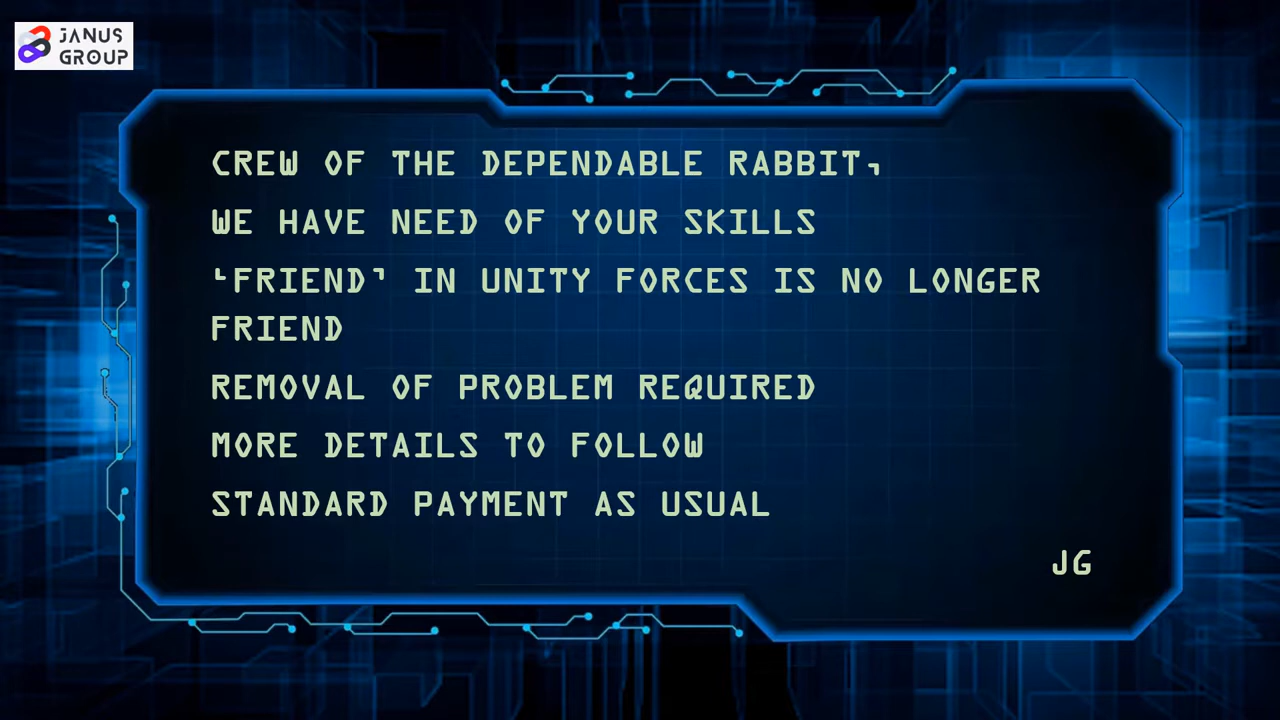 JANUS
GROUP
CREW OF THE DEPENDABLE RABBIT,
WE HAVE NEED OF YOUR SKILLS
'FRIEND' IN UNITY FORCES IS NO LONGER
FRIEND
REMOVAL OF PROBLEM REQUIRED
MORE DETAILS TO FOLLOW
STANDARD PAYMENT AS USUAL
JG